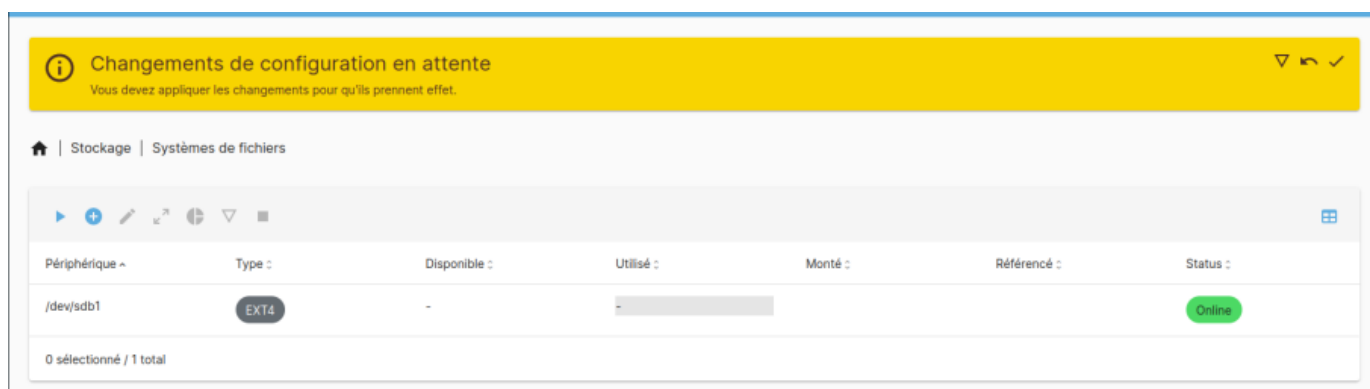 Changements de configuration en attente
Vous devez appliquer les changements pour qu'ils prennent effet.
| Stockage | Systèmes de fichiers
Périphérique Type Disponible Utilisé Monté Référencé Status
/dev/sdb1 EXT4 - - Online
0 sélectionné / 1 total